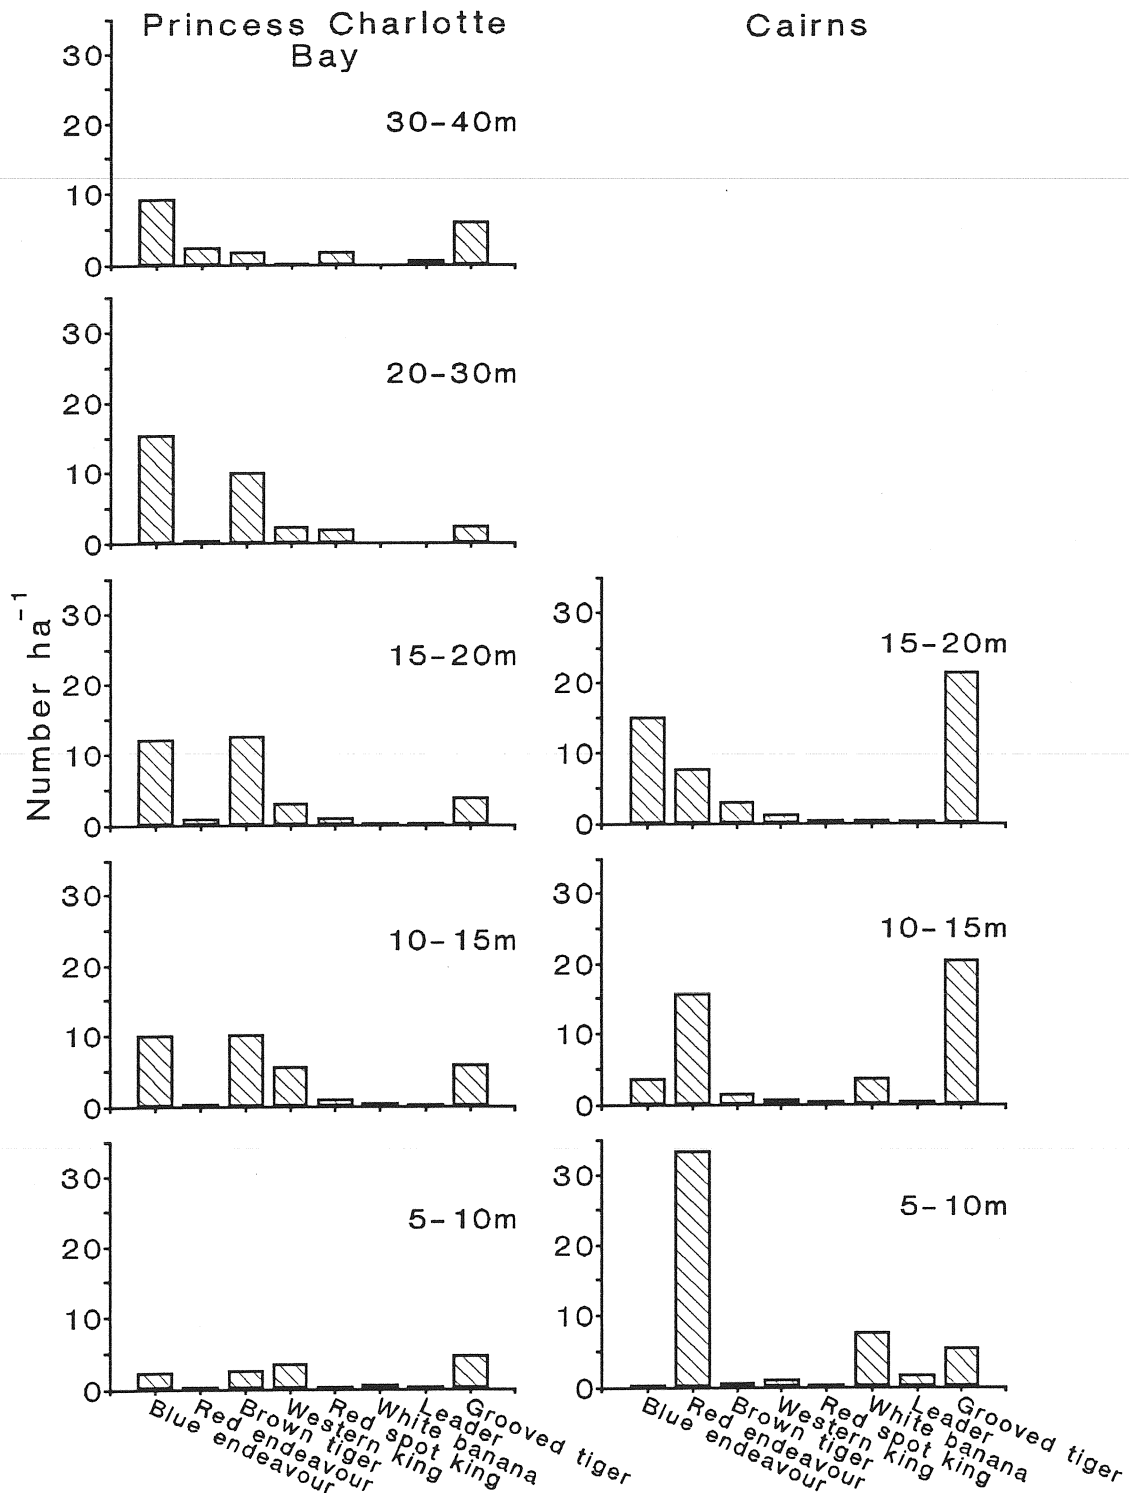 Princess Charlotte
Bay
Cairns
30-40m
30
20
10
0
20-30m
30
20
10
0
Number ha⁻¹
15-20m
30
20
10
0
15-20m
30
20
10
0
10-15m
30
20
10
0
10-15m
30
20
10
0
5-10m
30
20
10
0
5-10m
30
20
10
0
Blue endeavour
Red endeavour
Brown tiger
Western king
Red spot king
White banana
Leader
Grooved tiger
Blue endeavour
Red endeavour
Brown tiger
Western king
Red spot king
White banana
Leader
Grooved tiger